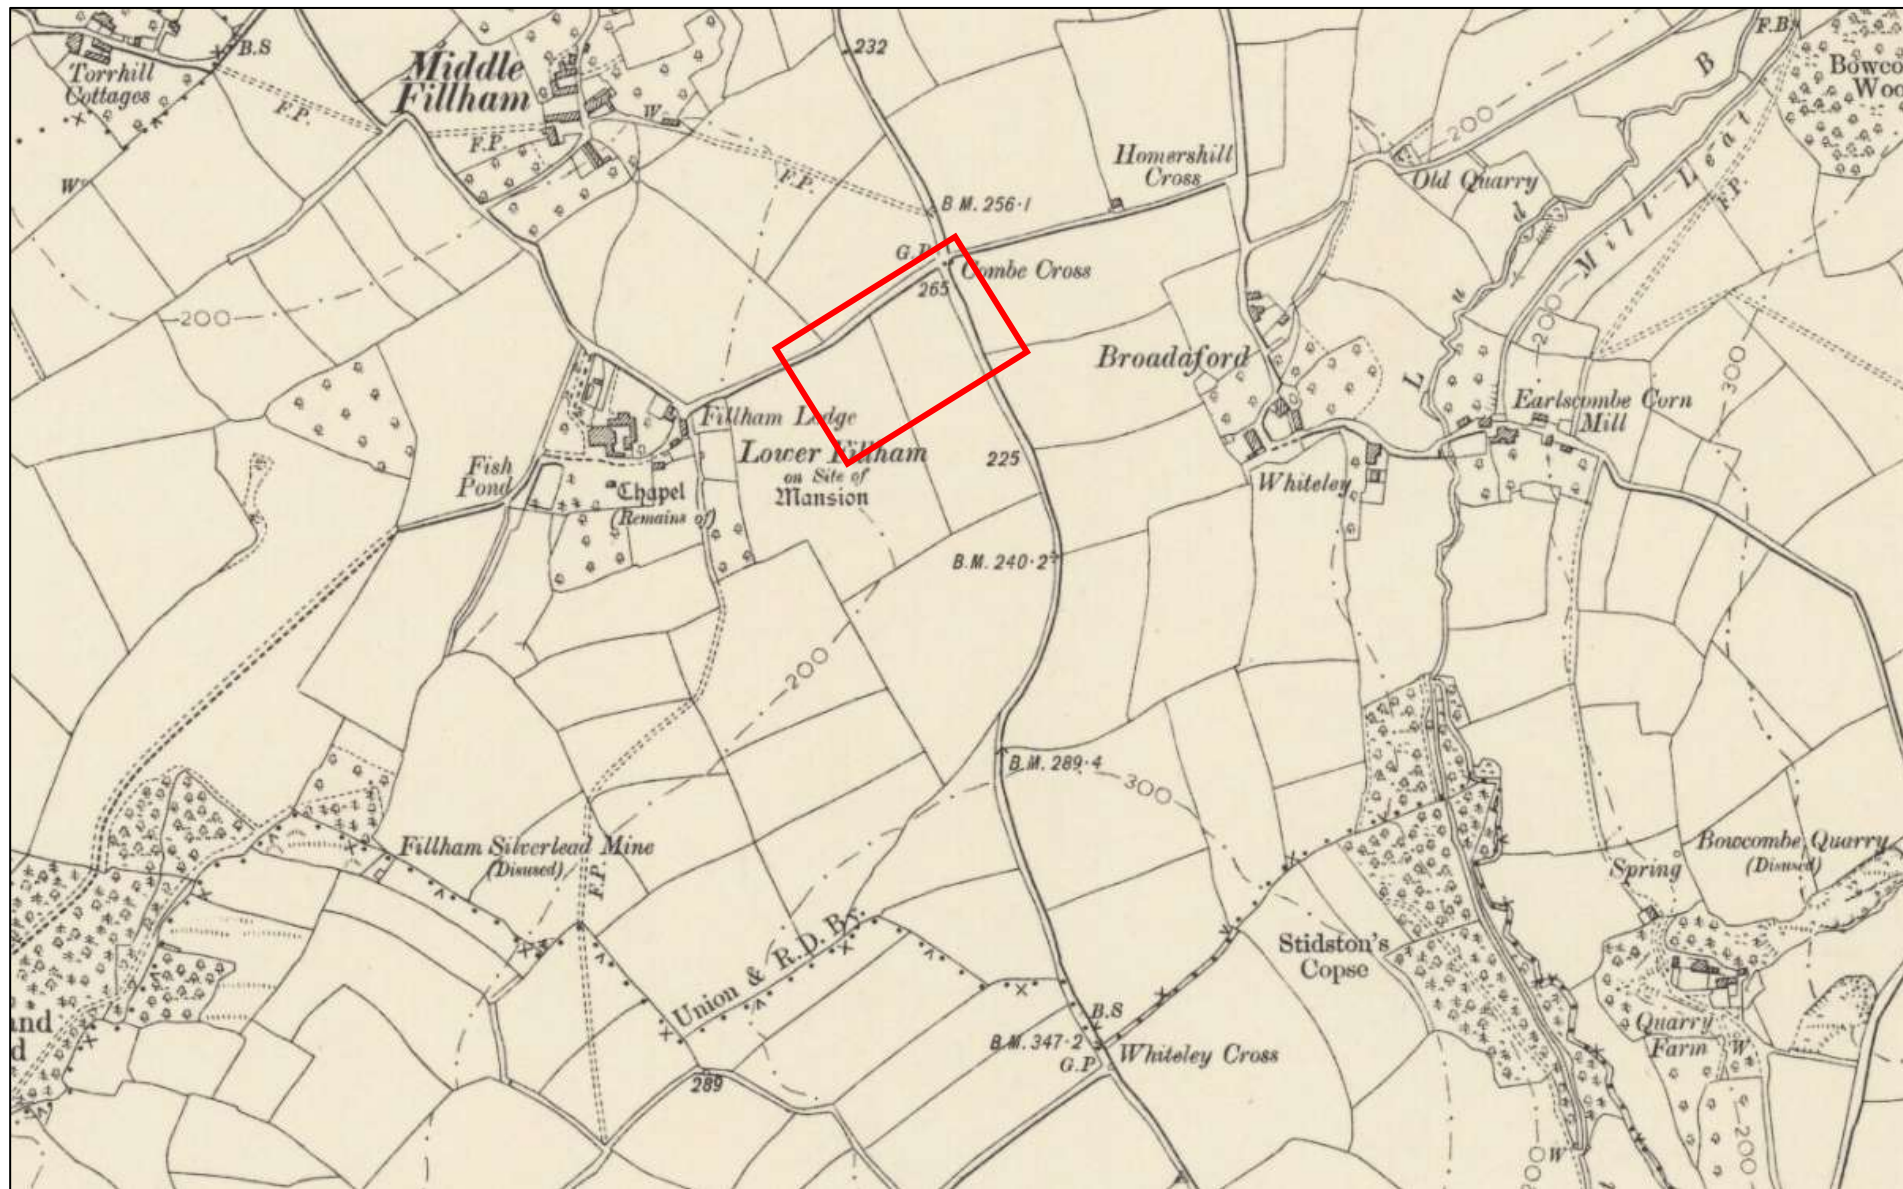 B.S
232
F.B
Torrhill
Cottages
Middle
Fillham
B
F.P.
F.P.
W
F.P.
200
Bowco
Woo
Homershill
Cross
Old Quarry
Mill Leat
F.P.
W
B M. 256·1
G.P.
Combe Cross
265
200
L u d B
200
300
Broadaford
Fillham Lodge
Lower Fillham
on Site of
Mansion
225
Earlscombe Corn
Mill
Fish
Pond
Chapel
(Remains of)
Whiteley
B.M. 240·2
200
B.M. 289·4
300
Fillham Silverlead Mine
(Disused)
F.P.
Bowcombe Quarry
(Disused)
Spring
Union & R.D. By.
Stidston's
Copse
and
d
B.S
B.M. 347·2
G.P
Whiteley Cross
Quarry
Farm
W
289
200
W